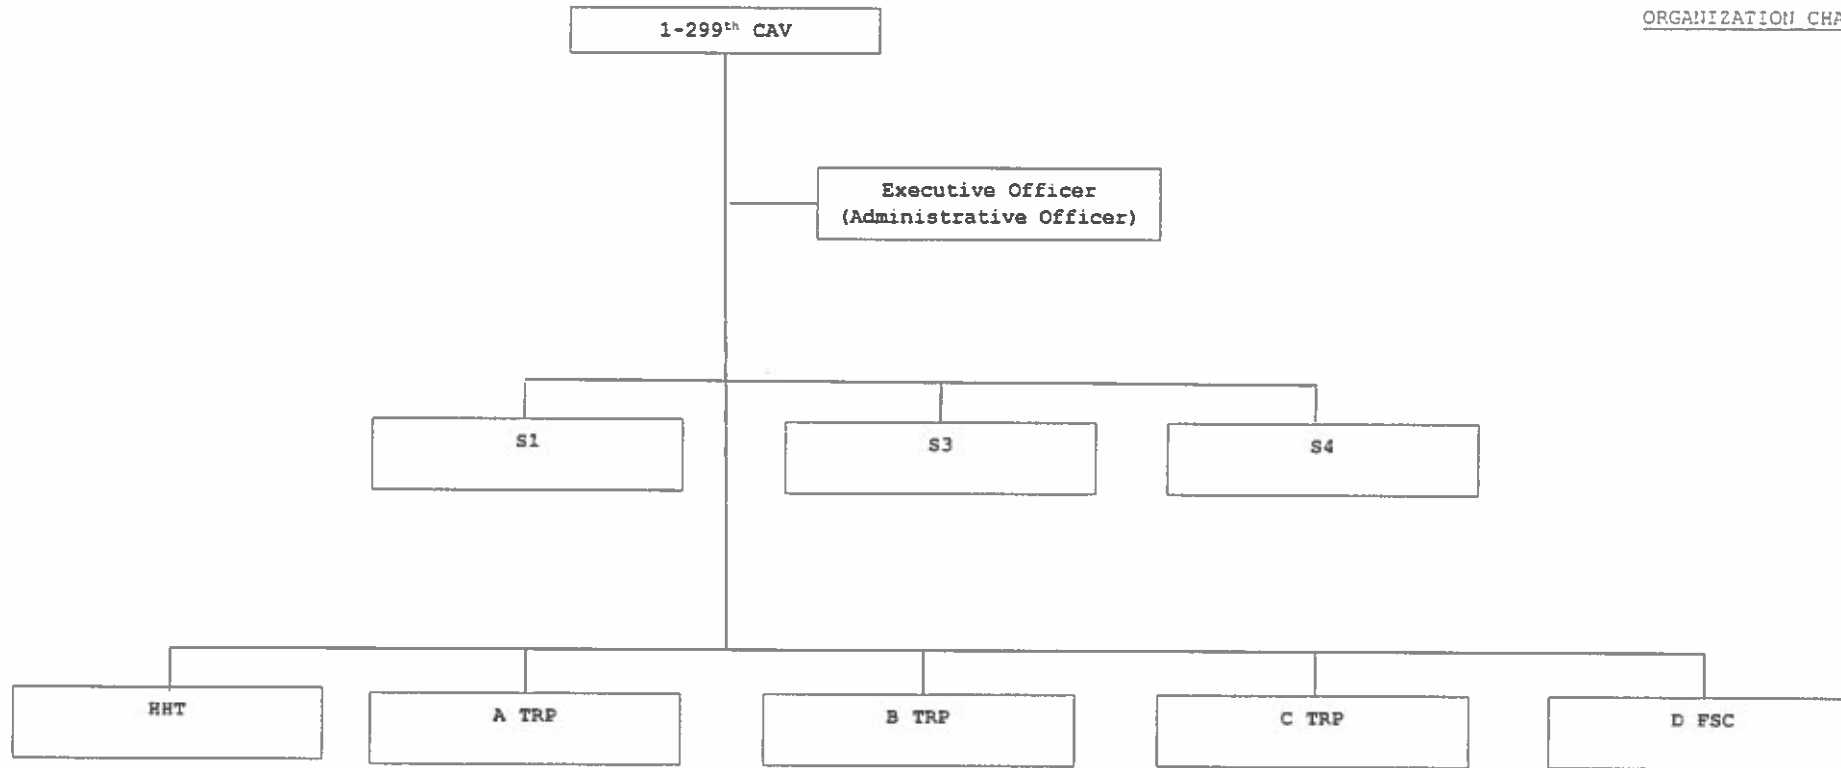 ORGANIZATION CHA
1-299th CAV
Executive Officer
(Administrative Officer)
S1
S3
S4
HHT
A TRP
B TRP
C TRP
D FSC